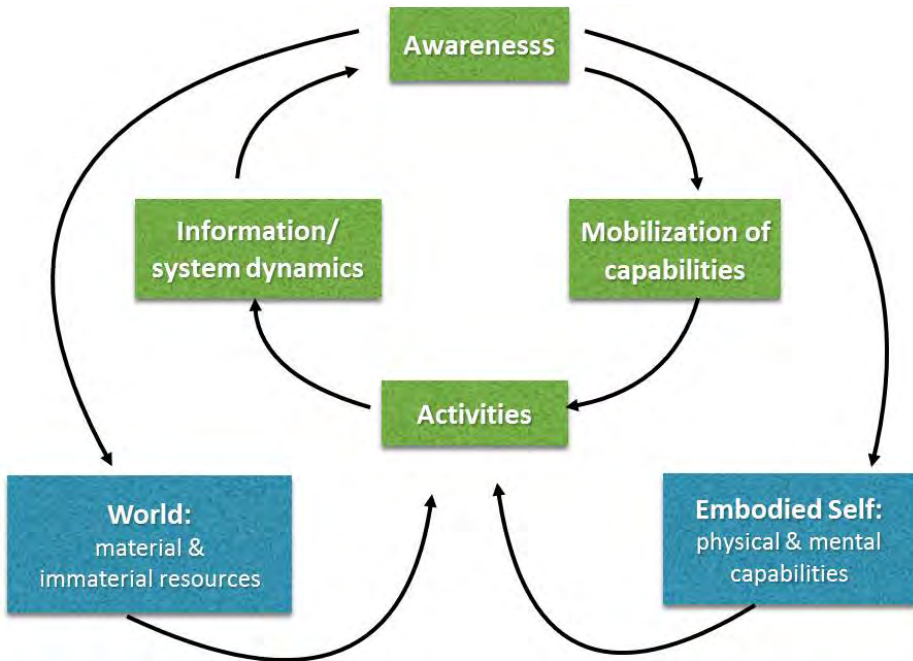 Awarenesss
Information/
system dynamics
Mobilization of
capabilities
Activities
World:
material &
immaterial resources
Embodied Self:
physical & mental
capabilities